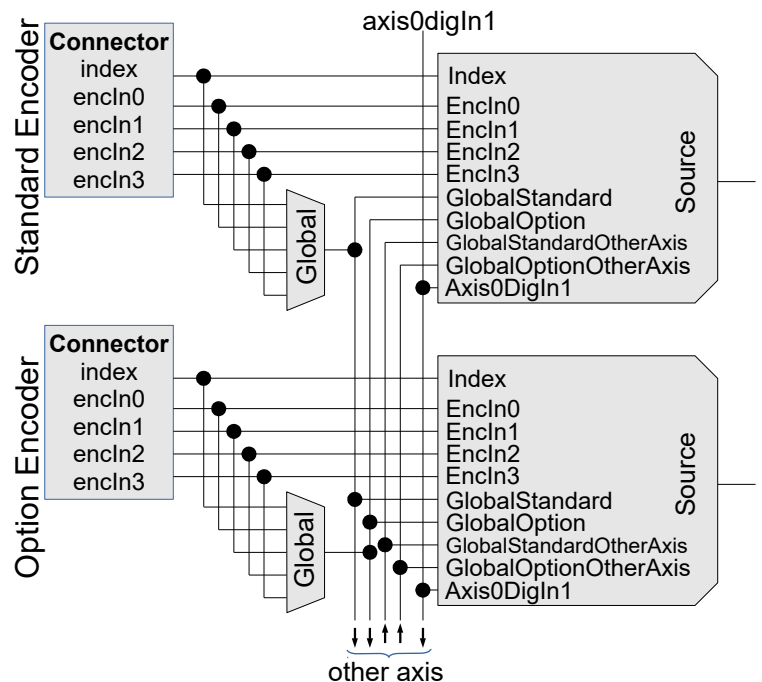 axis0digIn1
Standard Encoder
Connector
index
encIn0
encIn1
encIn2
encIn3
Global
Index
EncIn0
EncIn1
EncIn2
EncIn3
GlobalStandard
GlobalOption
GlobalStandardOtherAxis
GlobalOptionOtherAxis
Axis0DigIn1
Source
Option Encoder
Connector
index
encIn0
encIn1
encIn2
encIn3
Global
Index
EncIn0
EncIn1
EncIn2
EncIn3
GlobalStandard
GlobalOption
GlobalStandardOtherAxis
GlobalOptionOtherAxis
Axis0DigIn1
Source
other axis